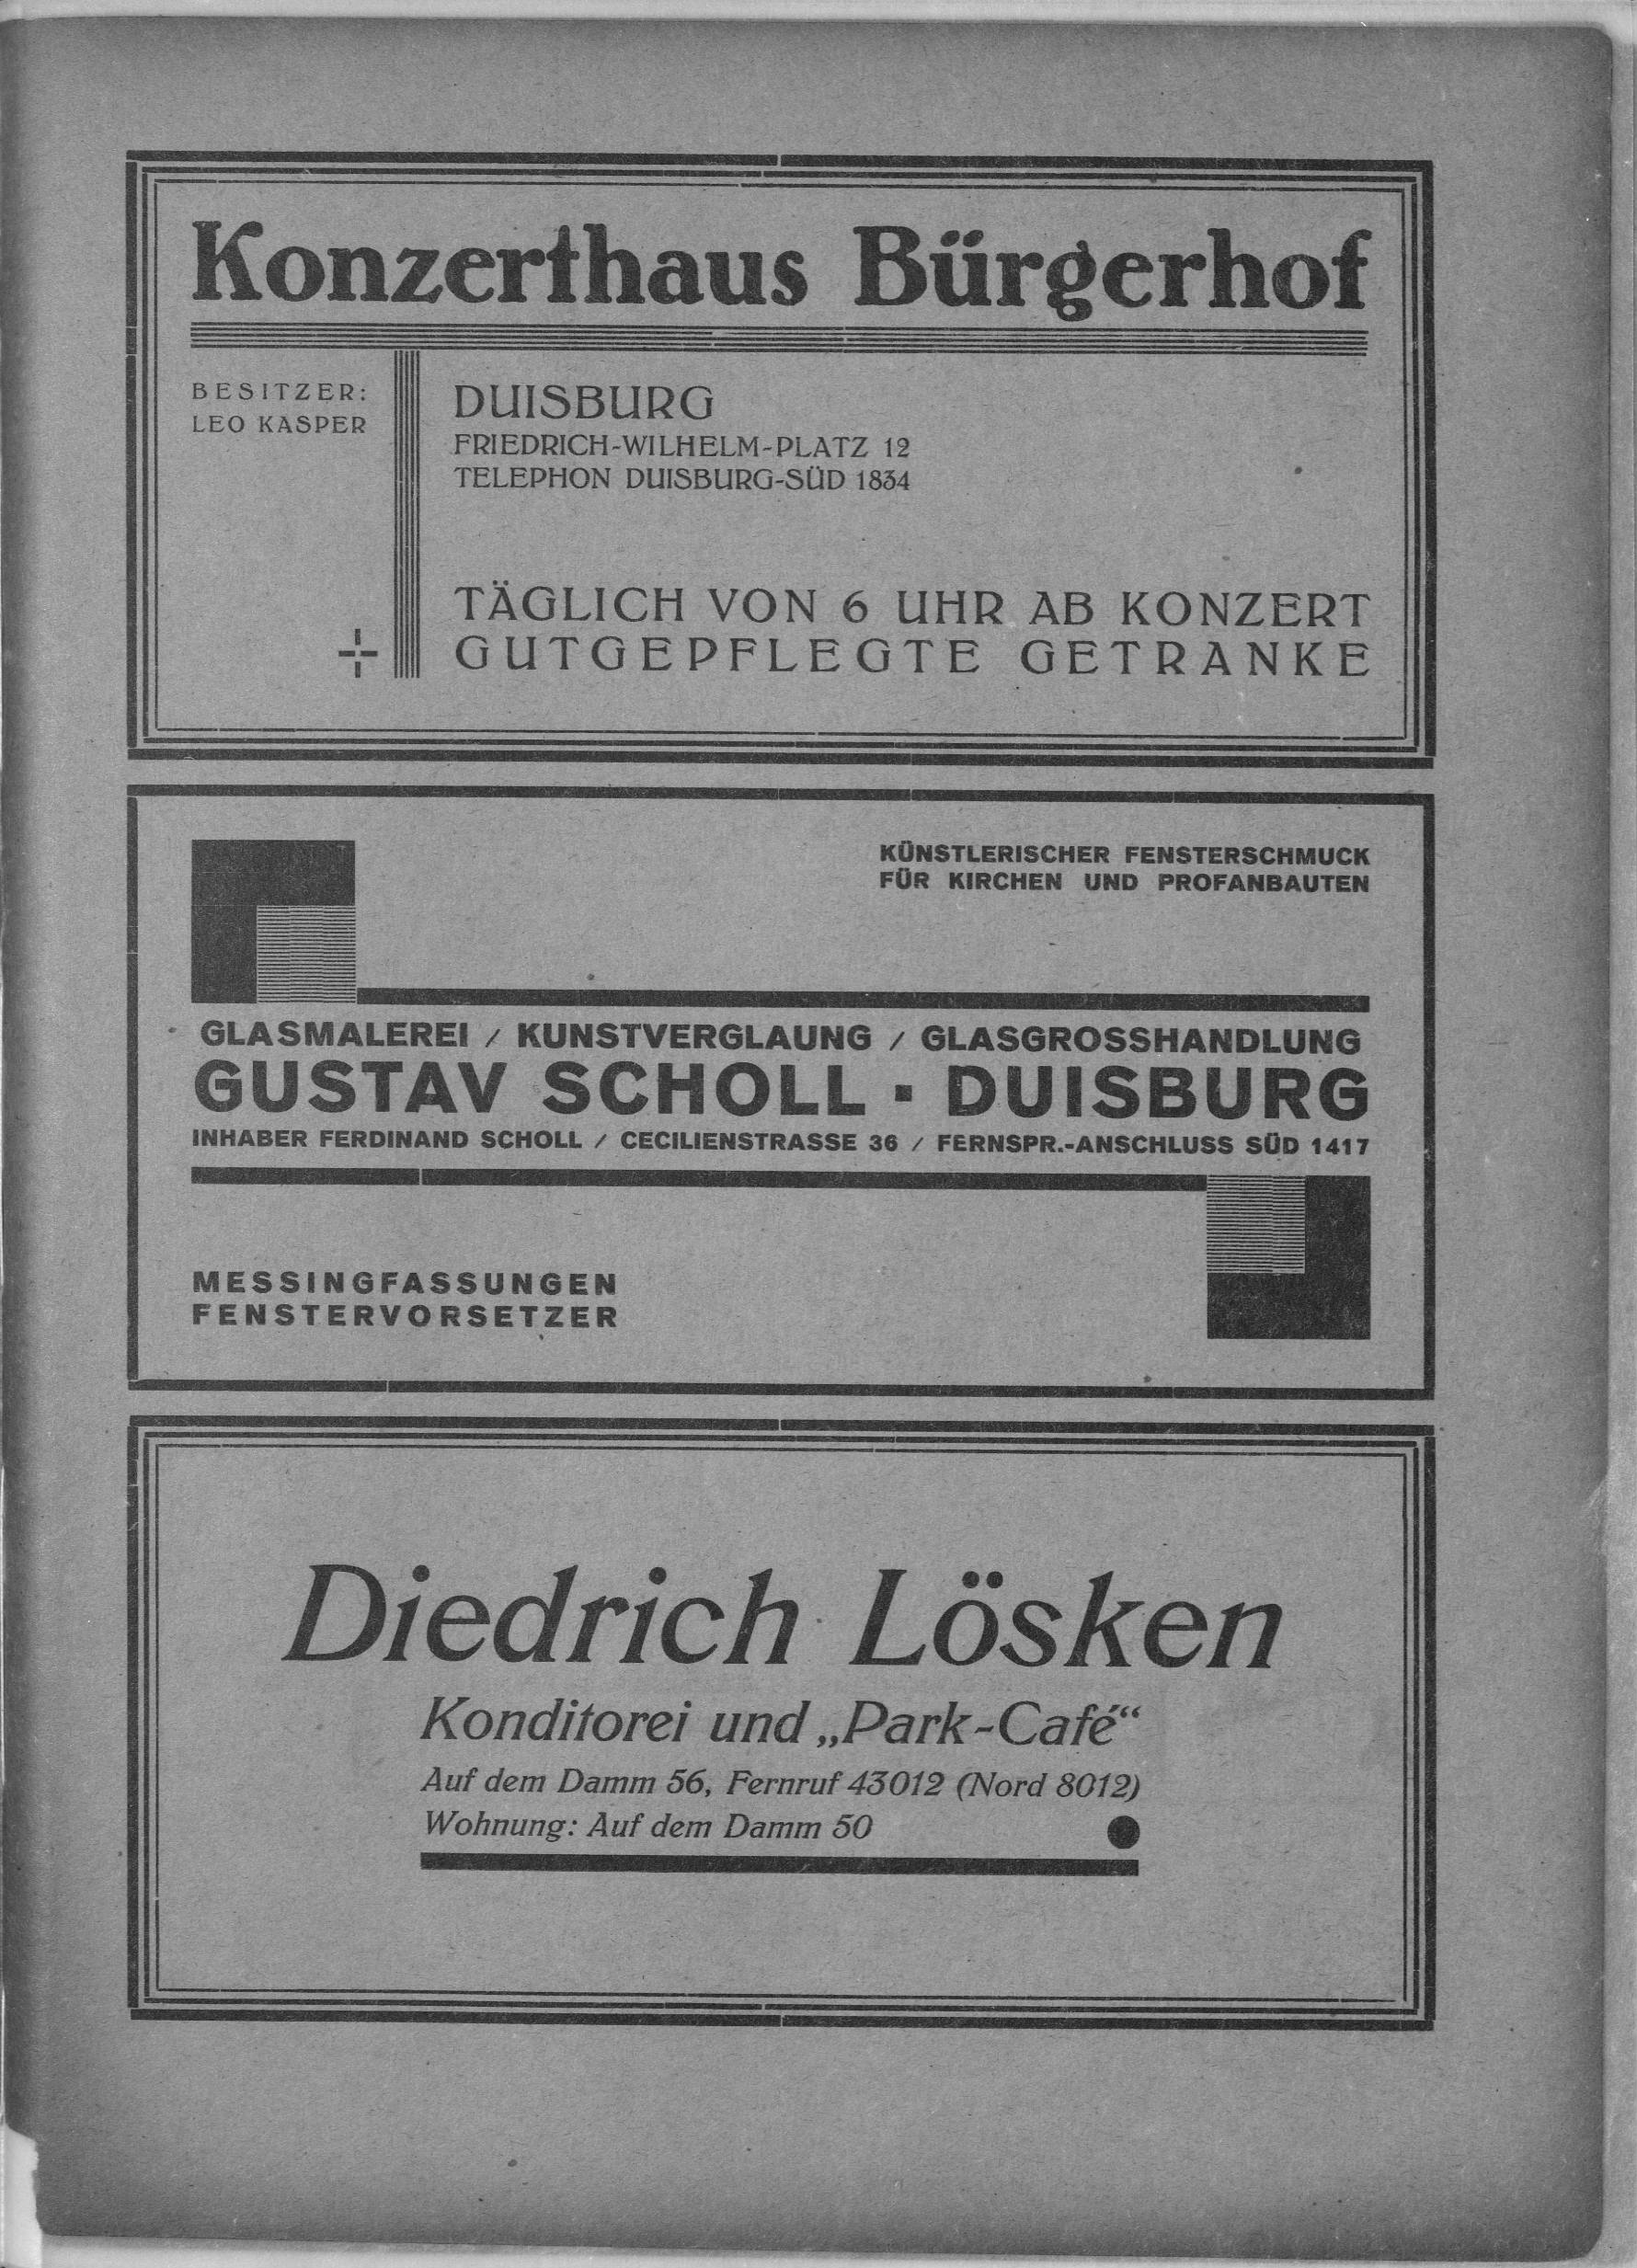 Konzerthaus Bürgerhof
BESITZER:
LEO KASPER
DUISBURG
FRIEDRICH-WILHELM-PLATZ 12
TELEPHON DUISBURG-SÜD 1834
TÄGLICH VON 6 UHR AB KONZERT
GUTGEPFLEGTE GETRANKE
KÜNSTLERISCHER FENSTERSCHMUCK
FÜR KIRCHEN UND PROFANBAUTEN
GLASMALEREI / KUNSTVERGLAUNG / GLASGROSSHANDLUNG
GUSTAV SCHOLL ▪ DUISBURG
INHABER FERDINAND SCHOLL / CECILIENSTRASSE 36 / FERNSPR.-ANSCHLUSS SÜD 1417
MESSINGFASSUNGEN
FENSTERVORSETZER
Diedrich Lösken
Konditorei und „Park-Café“
Auf dem Damm 56, Fernruf 43012 (Nord 8012)
Wohnung: Auf dem Damm 50